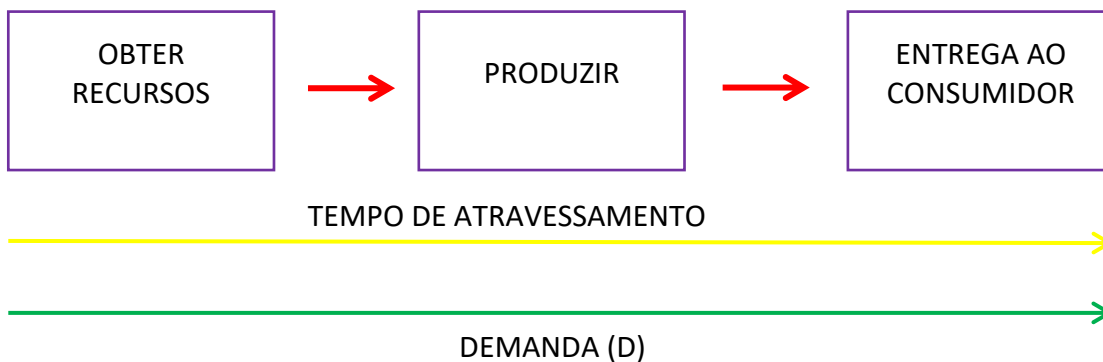 OBTER
RECURSOS
PRODUZIR
ENTREGA AO
CONSUMIDOR
TEMPO DE ATRAVESSAMENTO
DEMANDA (D)